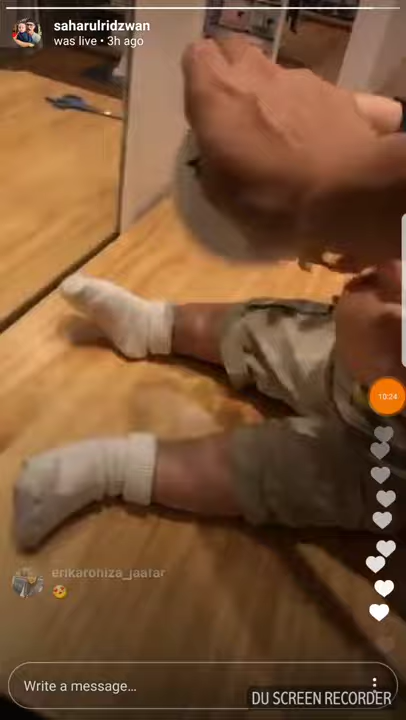 saharulridzwan
was live • 3h ago
10:24
erikarohiza_jaafar
Write a message...
DU SCREEN RECORDER